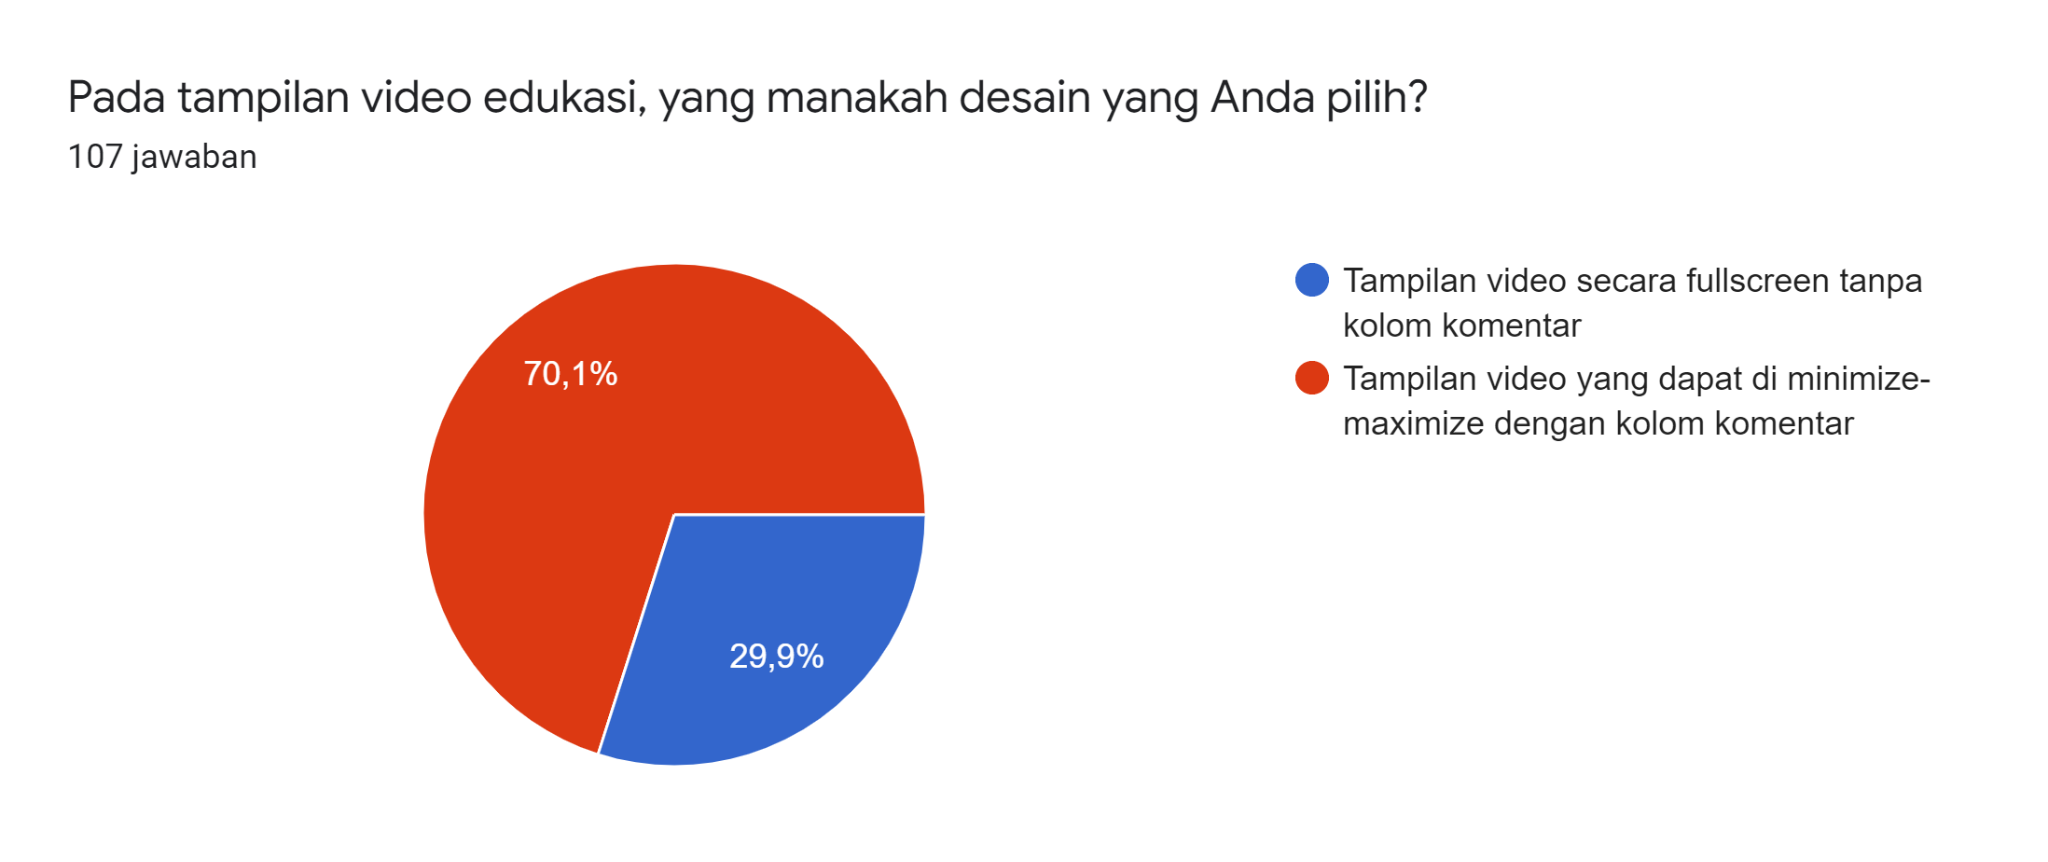 Pada tampilan video edukasi, yang manakah desain yang Anda pilih?
107 jawaban
70,1%
29,9%
Tampilan video secara fullscreen tanpa
kolom komentar
Tampilan video yang dapat di minimize-
maximize dengan kolom komentar